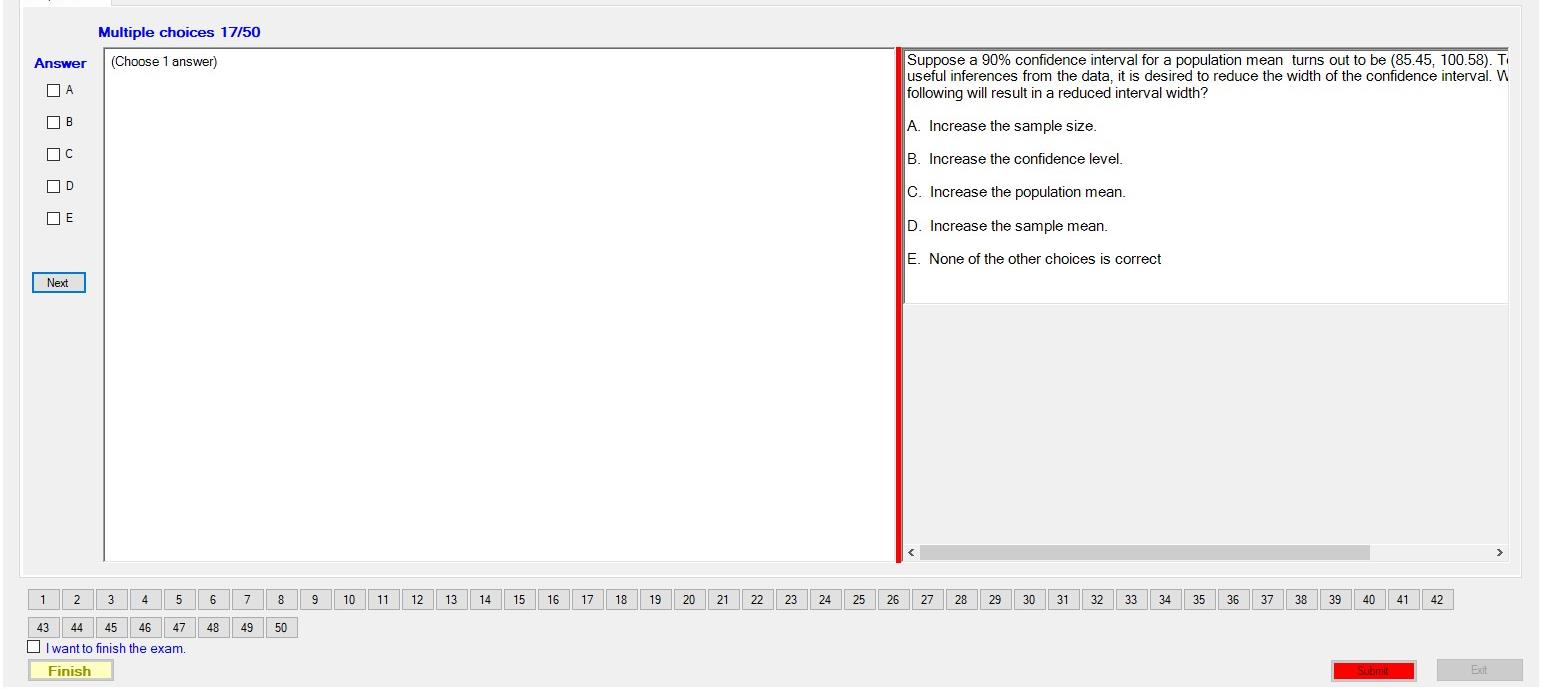 Multiple choices 17/50
Answer
(Choose 1 answer)
A
B
C
D
E
Next
Suppose a 90% confidence interval for a population mean turns out to be (85.45, 100.58). T
useful inferences from the data, it is desired to reduce the width of the confidence interval. W
following will result in a reduced interval width?
A. Increase the sample size.
B. Increase the confidence level.
C. Increase the population mean.
D. Increase the sample mean.
E. None of the other choices is correct
1 2 3 4 5 6 7 8 9 10 11 12 13 14 15 16 17 18 19 20 21 22 23 24 25 26 27 28 29 30 31 32 33 34 35 36 37 38 39 40 41 42
43 44 45 46 47 48 49 50
I want to finish the exam.
Finish
Submit
Exit